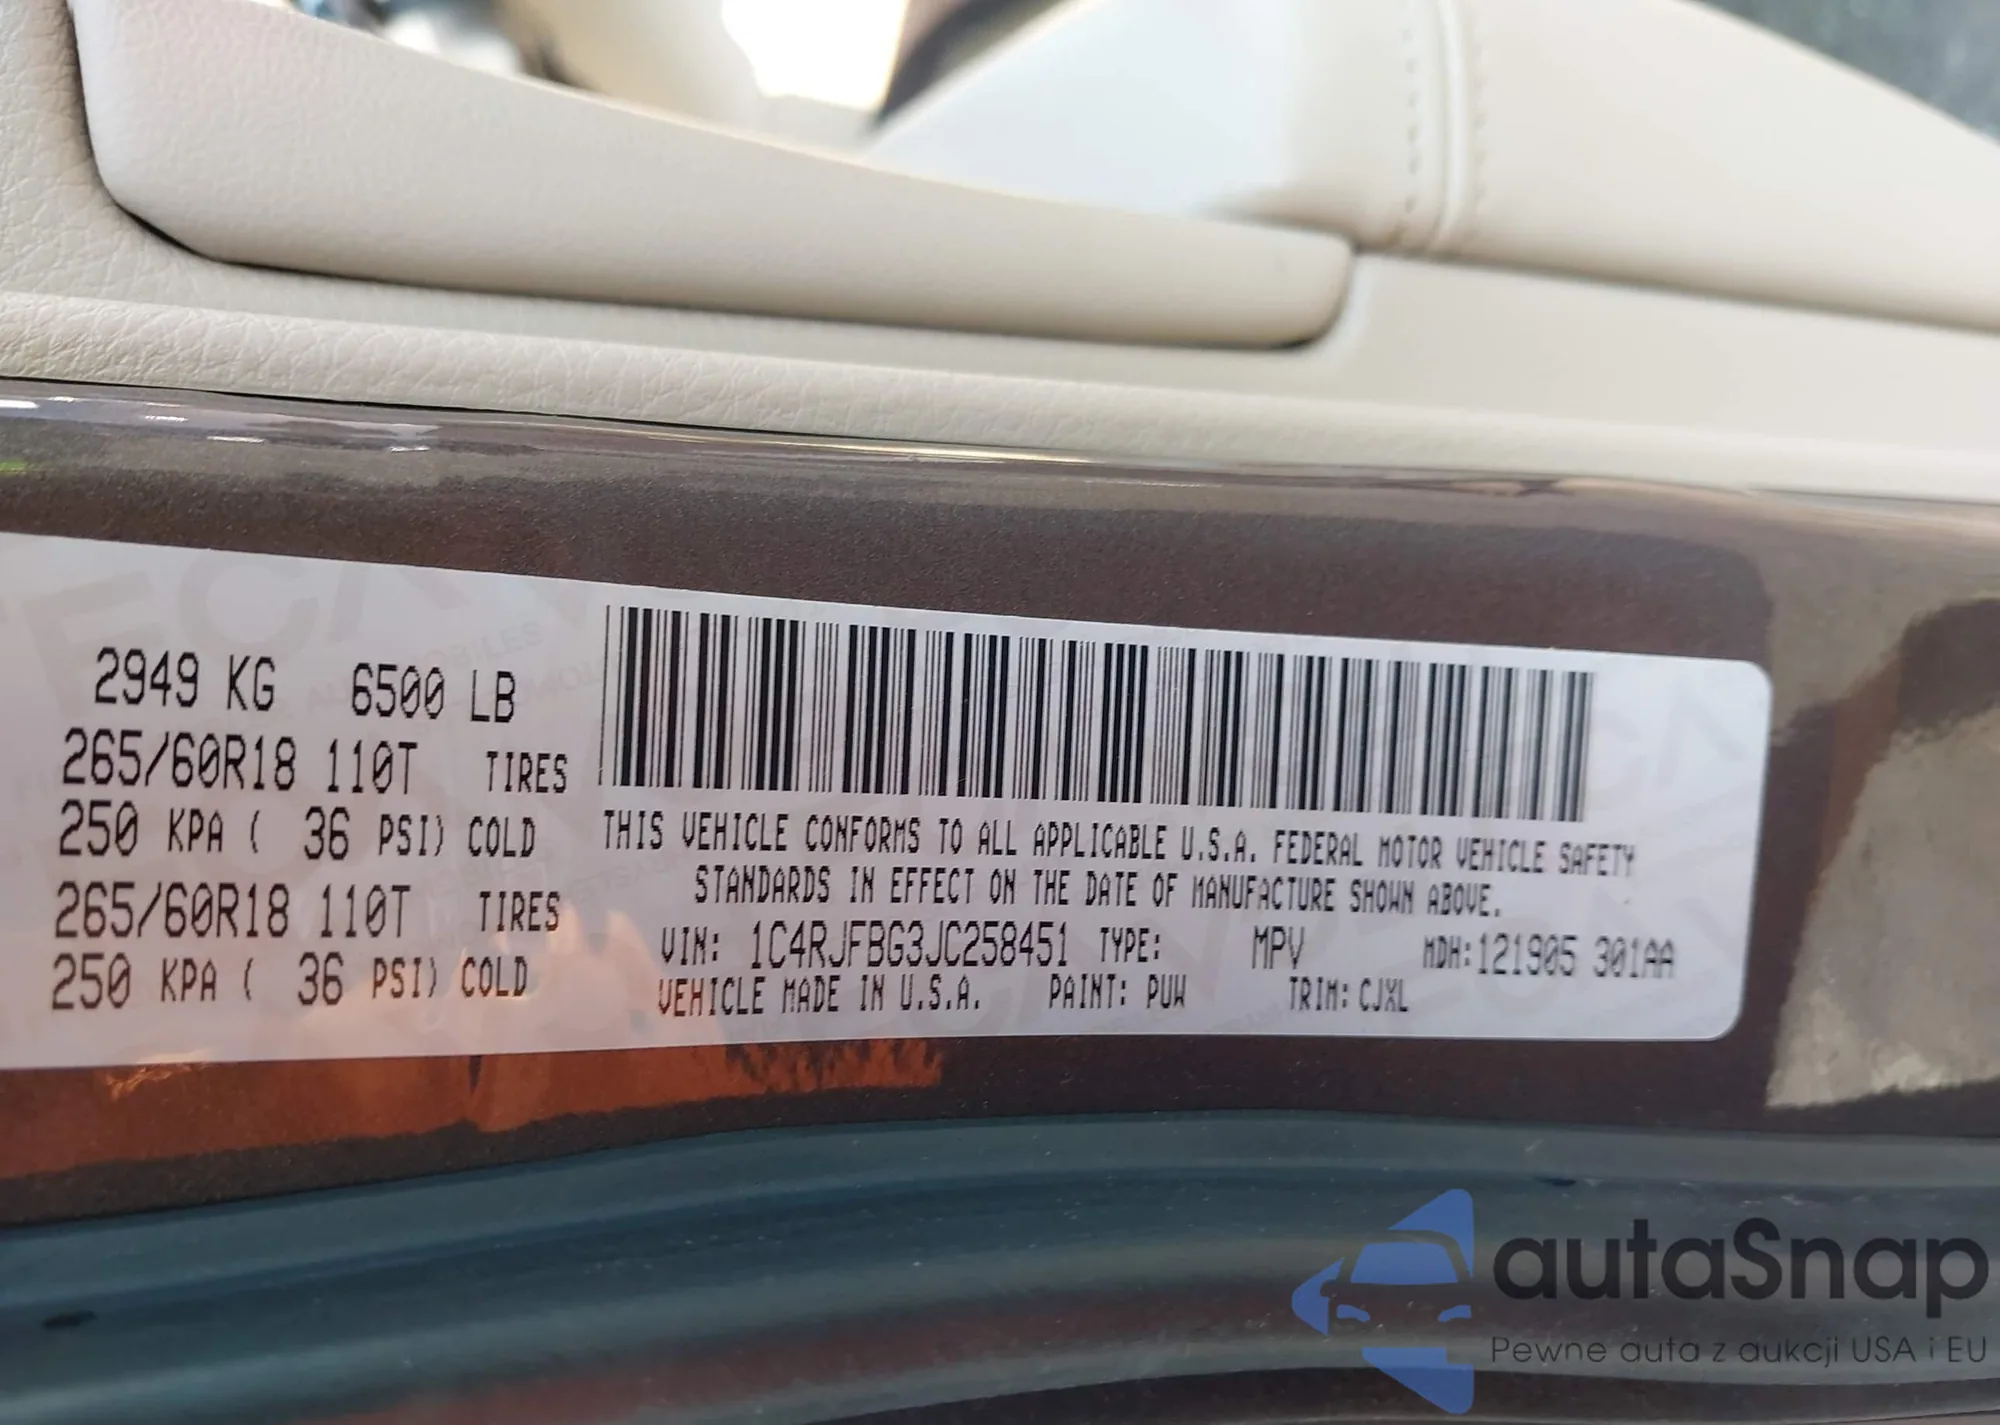 2949 KG 6500 LB
265/60R18 110T TIRES
250 KPA ( 36 PSI) COLD
265/60R18 110T TIRES
250 KPA ( 36 PSI) COLD
THIS VEHICLE CONFORMS TO ALL APPLICABLE U.S.A. FEDERAL MOTOR VEHICLE SAFETY
STANDARDS IN EFFECT ON THE DATE OF MANUFACTURE SHOWN ABOVE.
VIN: 1C4RJFBG3JC258451 TYPE: MPV MDH:121905 301AA
VEHICLE MADE IN U.S.A. PAINT: PUW TRIM: CJXL
autaSnap
Pewne auta z aukcji USA i EU